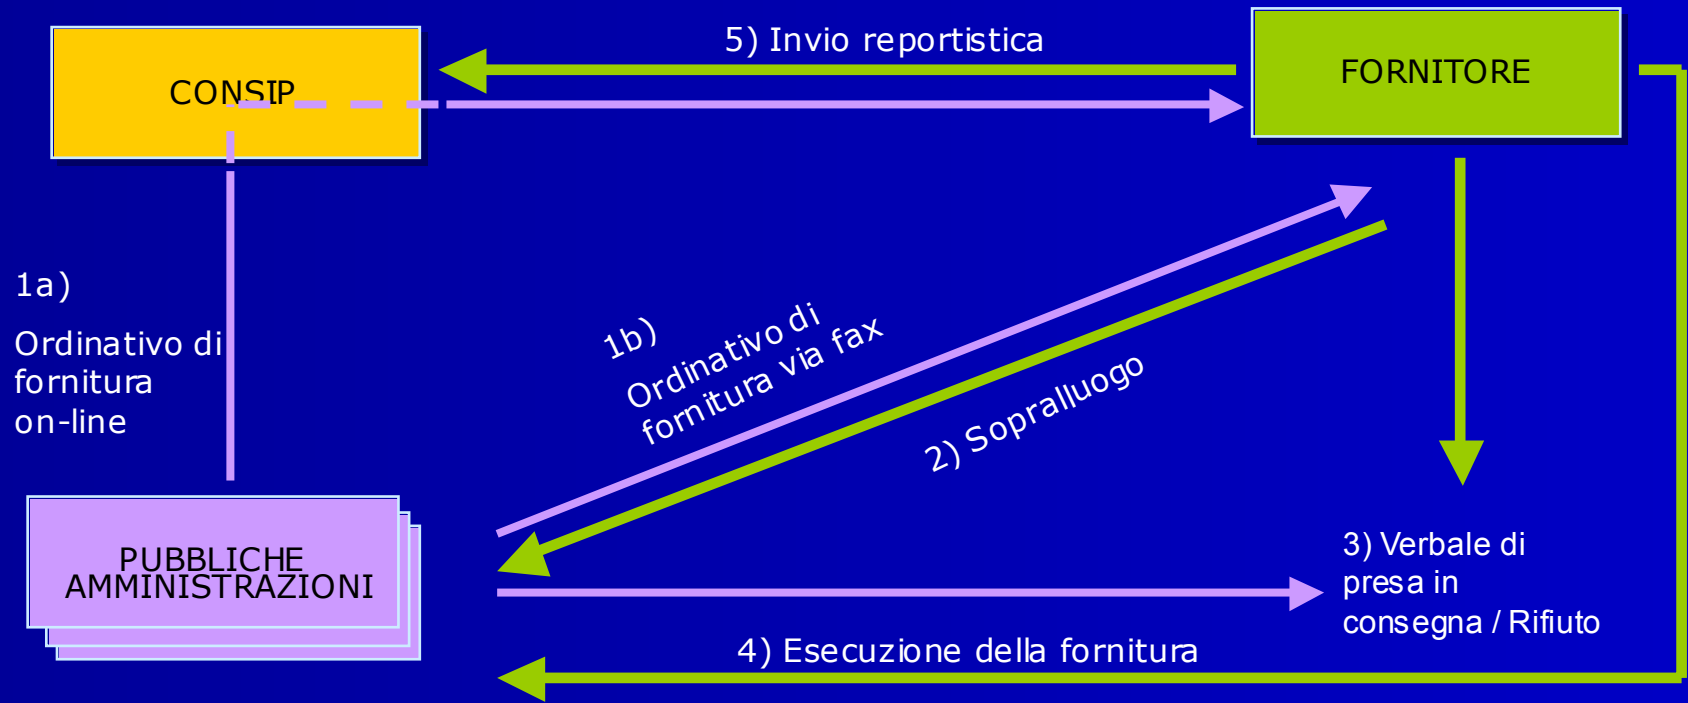 5) Invio reportistica
CONSIP
FORNITORE
1a)
Ordinativo di
fornitura
on-line
1b)
Ordinativo di
fornitura via fax
2) Sopralluogo
PUBBLICHE
AMMINISTRAZIONI
3) Verbale di
presa in
consegna / Rifiuto
4) Esecuzione della fornitura